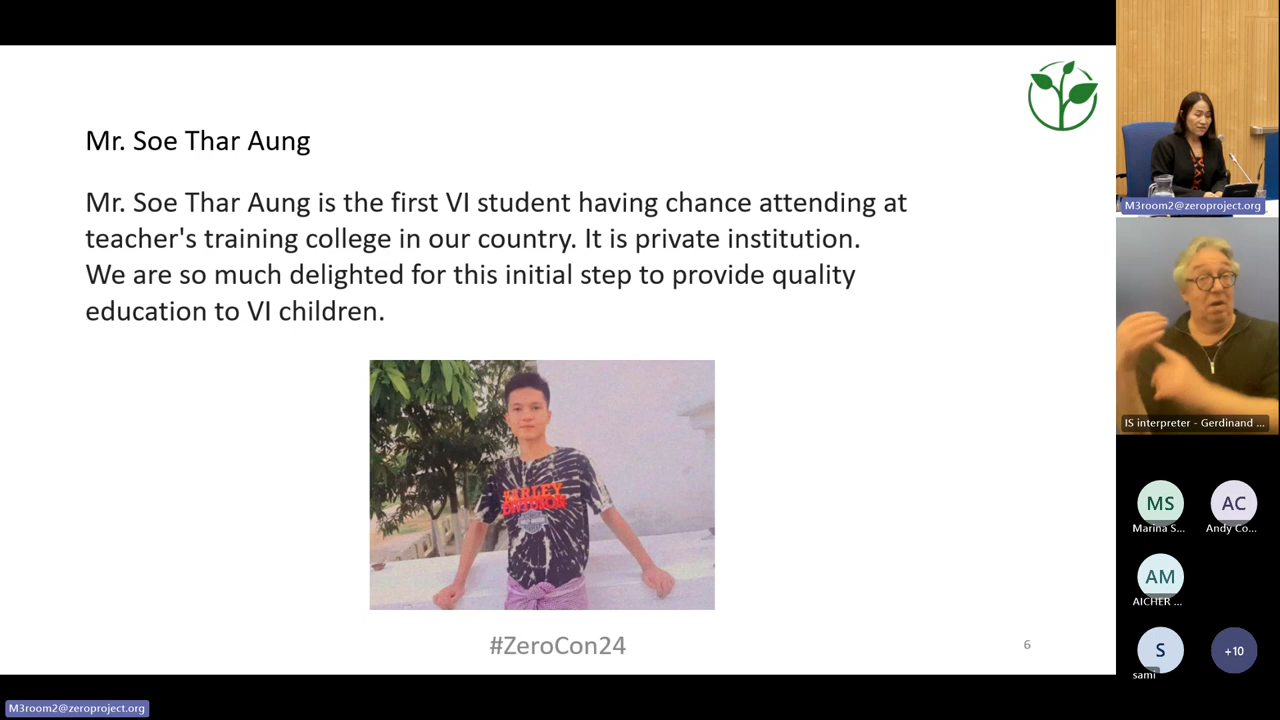 Mr. Soe Thar Aung
Mr. Soe Thar Aung is the first VI student having chance attending at
teacher's training college in our country. It is private institution.
We are so much delighted for this initial step to provide quality
education to VI children.
HARLEY
#ZeroCon24
6
M3room2@zeroproject.org
IS interpreter - Gerdinand ...
MS
Marina S...
AC
Andy Co...
AM
AICHER ...
S
sami
+10
M3room2@zeroproject.org